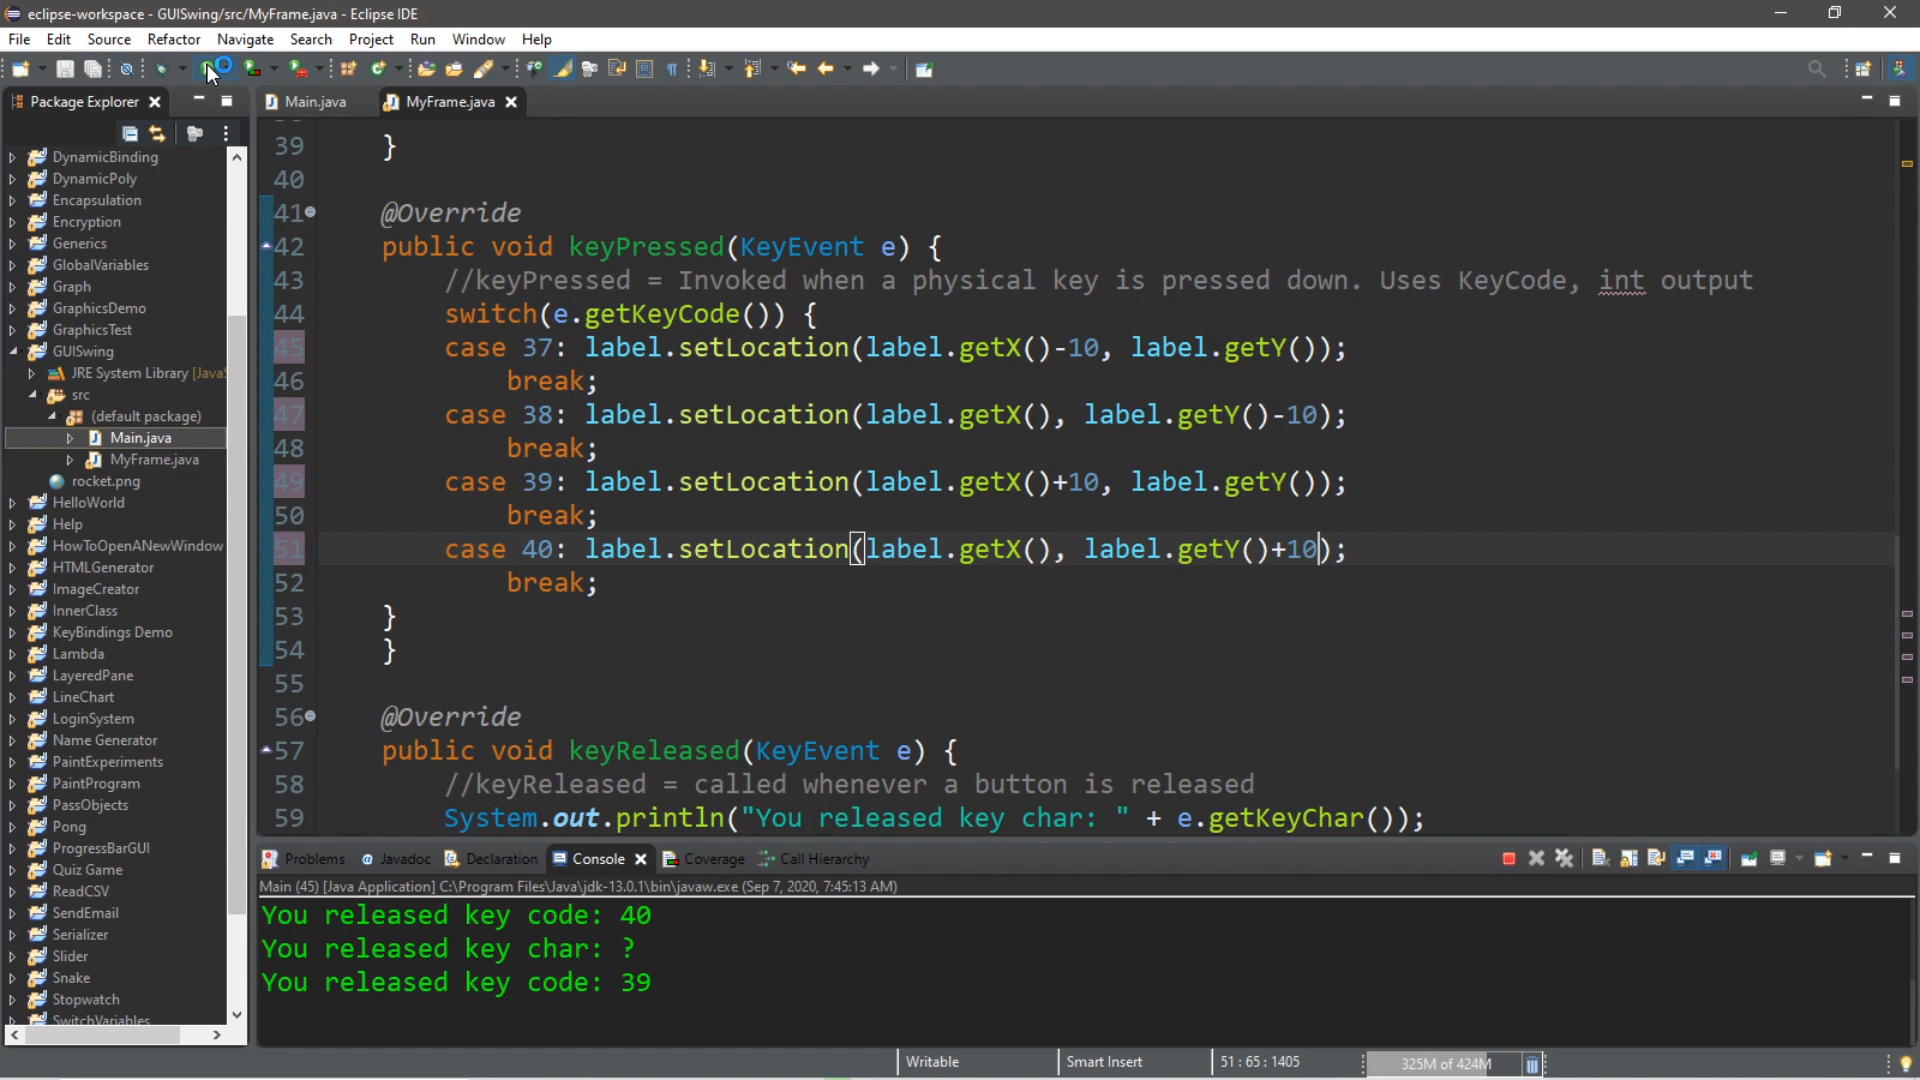 eclipse-workspace - GUISwing/src/MyFrame.java - Eclipse IDE
File Edit Source Refactor Navigate Search Project Run Window Help
Package Explorer
Main.java
MyFrame.java
DynamicBinding
DynamicPoly
Encapsulation
Encryption
Generics
GlobalVariables
Graph
GraphicsDemo
GraphicsTest
GUISwing
JRE System Library [JavaS
src
(default package)
Main.java
MyFrame.java
rocket.png
HelloWorld
Help
HowToOpenANewWindow
HTMLGenerator
ImageCreator
InnerClass
KeyBindings Demo
Lambda
LayeredPane
LineChart
LoginSystem
Name Generator
PaintExperiments
PaintProgram
PassObjects
Pong
ProgressBarGUI
Quiz Game
ReadCSV
SendEmail
Serializer
Slider
Snake
Stopwatch
SwitchVariables
39 }
40
41 @Override
42 public void keyPressed(KeyEvent e) {
43 //keyPressed = Invoked when a physical key is pressed down. Uses KeyCode, int output
44 switch(e.getKeyCode()) {
45 case 37: label.setLocation(label.getX()-10, label.getY());
46 break;
47 case 38: label.setLocation(label.getX(), label.getY()-10);
48 break;
49 case 39: label.setLocation(label.getX()+10, label.getY());
50 break;
51 case 40: label.setLocation(label.getX(), label.getY()+10);
52 break;
53 }
54 }
55
56 @Override
57 public void keyReleased(KeyEvent e) {
58 //keyReleased = called whenever a button is released
59 System.out.println("You released key char: " + e.getKeyChar());
Problems @ Javadoc Declaration Console Coverage Call Hierarchy
Main (45) [Java Application] C:\Program Files\Java\jdk-13.0.1\bin\javaw.exe (Sep 7, 2020, 7:45:13 AM)
You released key code: 40
You released key char: ?
You released key code: 39
Writable Smart Insert 51 : 65 : 1405 325M of 424M